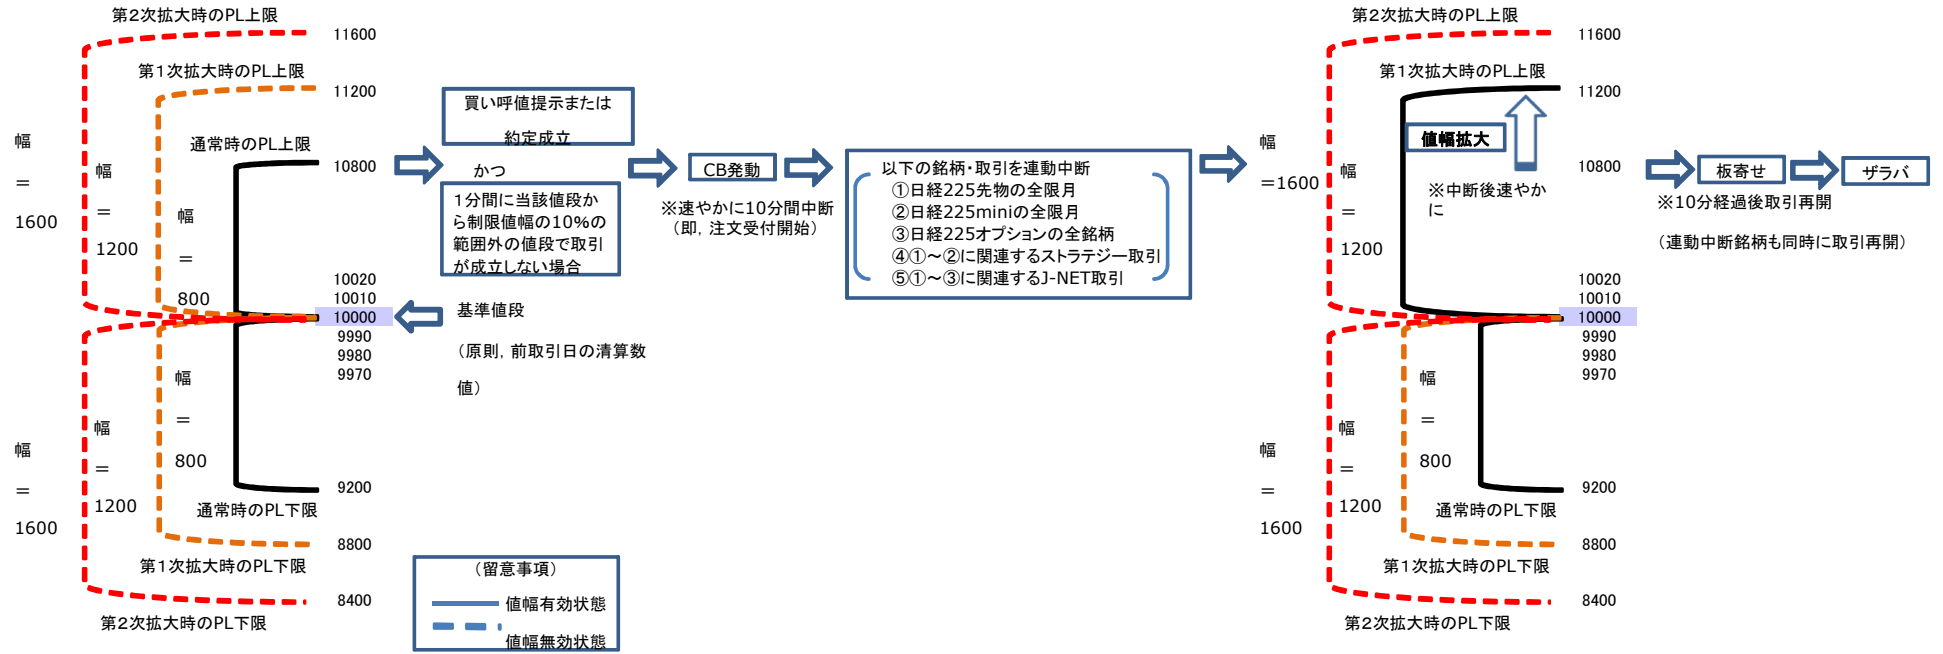 第２次拡大時のPL上限
11600
第１次拡大時のPL上限
11200
通常時のPL上限
10800
幅
＝
1600
幅
＝
1200
幅
＝
800
10020
10010
10000
9990
9980
9970
幅
＝
800
幅
＝
1200
幅
＝
1600
9200
通常時のPL下限
8800
第１次拡大時のPL下限
8400
第２次拡大時のPL下限
買い呼値提示または
約定成立
かつ
1分間に当該値段か
ら制限値幅の10%の
範囲外の値段で取引
が成立しない場合
基準値段
（原則, 前取引日の清算数
値）
（留意事項）
値幅有効状態
値幅無効状態
CB発動
※速やかに10分間中断
（即, 注文受付開始）
以下の銘柄・取引を連動中断
①日経225先物の全限月
②日経225miniの全限月
③日経225オプションの全銘柄
④①～②に関連するストラテジー取引
⑤①～③に関連するJ-NET取引
第２次拡大時のPL上限
11600
第１次拡大時のPL上限
11200
値幅拡大
10800
※中断後速やか
に
幅
＝1600
幅
＝
1200
10020
10010
10000
9990
9980
9970
幅
＝
800
幅
＝
1200
幅
＝
1600
9200
通常時のPL下限
8800
第１次拡大時のPL下限
8400
第２次拡大時のPL下限
板寄せ
ザラバ
※10分経過後取引再開
（連動中断銘柄も同時に取引再開）